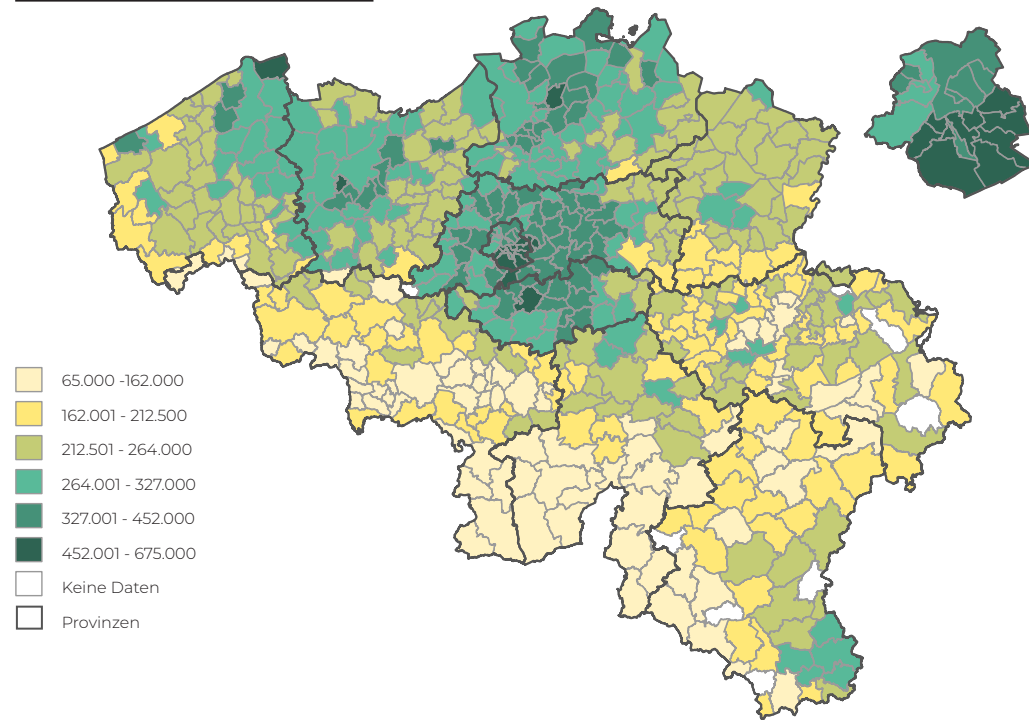 65.000 -162.000
162.001 - 212.500
212.501 - 264.000
264.001 - 327.000
327.001 - 452.000
452.001 - 675.000
Keine Daten
Provinzen